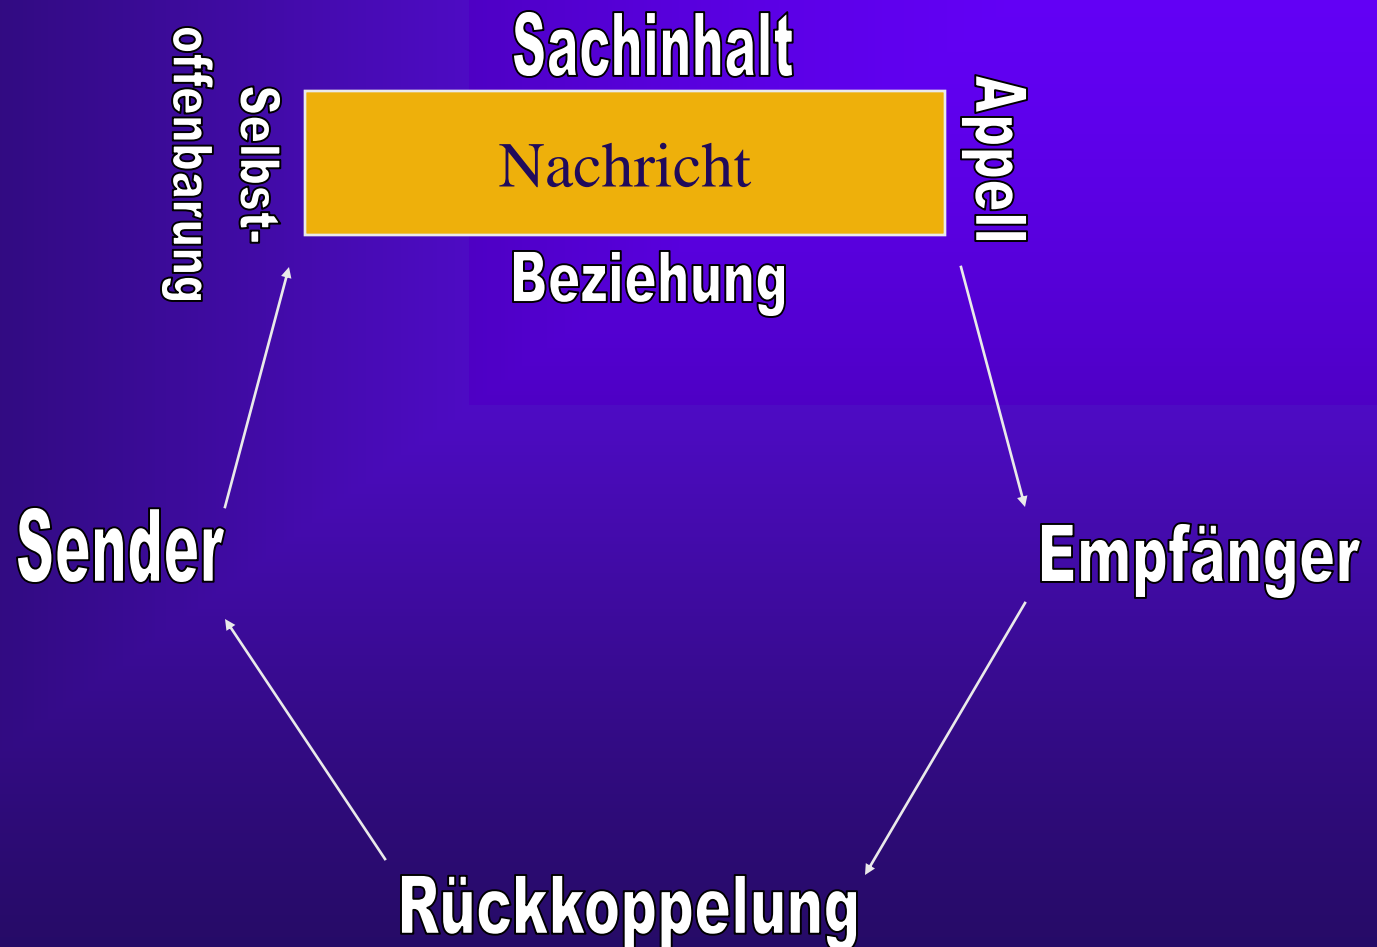 Sachinhalt
Selbst-
offenbarung
Nachricht
Appell
Beziehung
Sender
Empfänger
Rückkoppelung